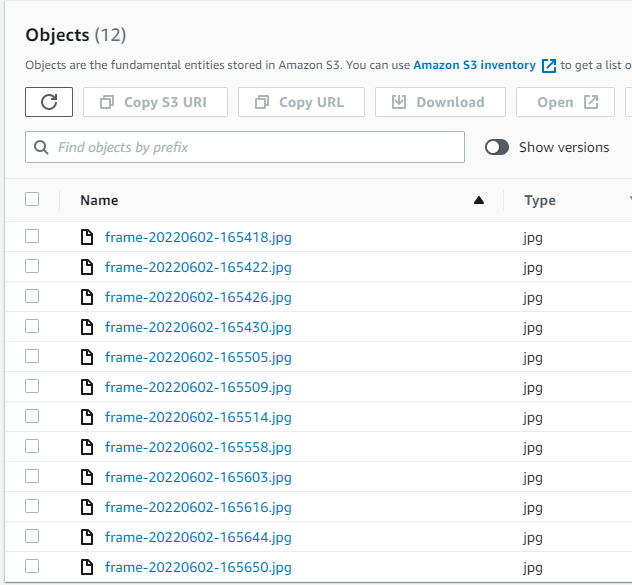 Objects (12)
Objects are the fundamental entities stored in Amazon S3. You can use Amazon S3 inventory to get a list o
Copy S3 URI Copy URL Download Open
Find objects by prefix Show versions
Name Type
frame-20220602-165418.jpg jpg
frame-20220602-165422.jpg jpg
frame-20220602-165426.jpg jpg
frame-20220602-165430.jpg jpg
frame-20220602-165505.jpg jpg
frame-20220602-165509.jpg jpg
frame-20220602-165514.jpg jpg
frame-20220602-165558.jpg jpg
frame-20220602-165603.jpg jpg
frame-20220602-165616.jpg jpg
frame-20220602-165644.jpg jpg
frame-20220602-165650.jpg jpg